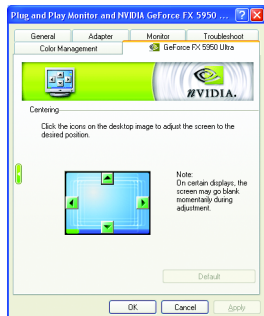 Plug and Play Monitor and NVIDIA GeForce FX 5950 ...
General
Adapter
Monitor
Troubleshoot
Color Management
GeForce FX 5950 Ultra
NVIDIA.
Centering
Click the icons on the desktop image to adjust the screen to the
desired position.
Note:
On certain displays, the
screen may go blank
momentarily during
adjustment.
Default
OK
Cancel
Apply